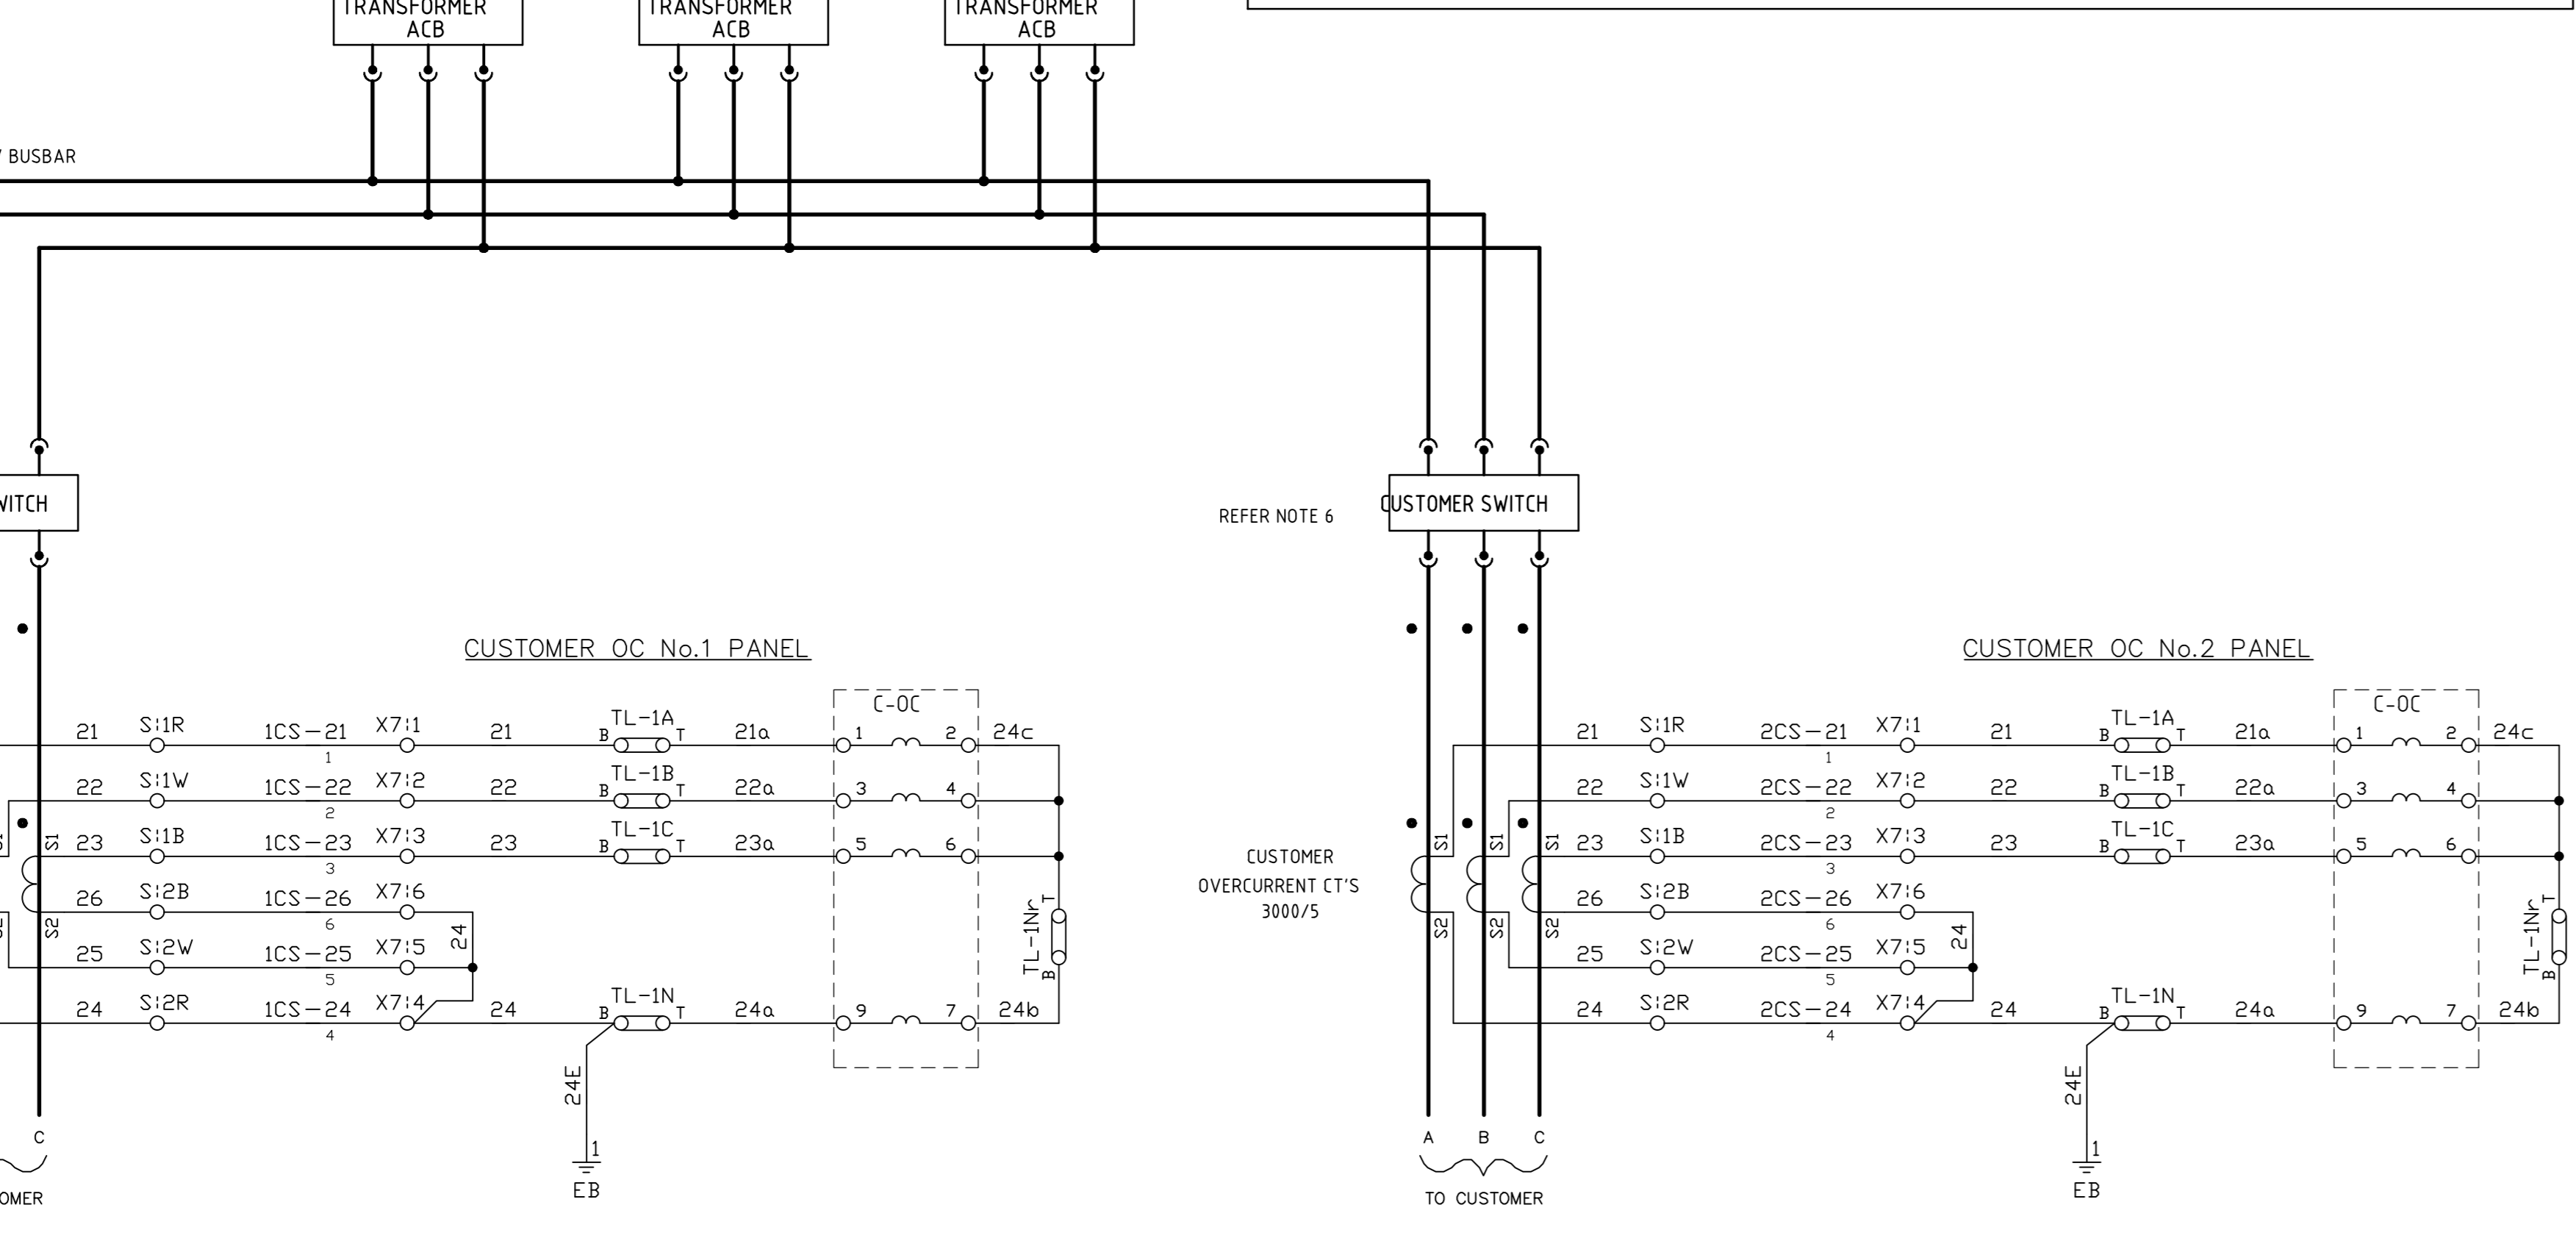 TRANSFORMER
ACB
TRANSFORMER
ACB
TRANSFORMER
ACB
BUSBAR
WITCH
REFER NOTE 6
CUSTOMER SWITCH
CUSTOMER OC No.1 PANEL
CUSTOMER OC No.2 PANEL
C-OC
21 S:1R 1CS-21 X7:1 21 TL-1A B T 21a 1 2 24c
1
22 S:1W 1CS-22 X7:2 22 TL-1B B T 22a 3 4
2
S1 23 S:1B 1CS-23 X7:3 23 TL-1C B T 23a 5 6
3
S2 26 S:2B 1CS-26 X7:6
6
24
25 S:2W 1CS-25 X7:5
5
TL-1Nr T B
24 S:2R 1CS-24 X7:4 24 TL-1N B T 24a 9 7 24b
4
24E
1
EB
C
OMER
CUSTOMER
OVERCURRENT CT'S
3000/5
S1 S1 S1
S2 S2 S2
C-OC
21 S:1R 2CS-21 X7:1 21 TL-1A B T 21a 1 2 24c
1
22 S:1W 2CS-22 X7:2 22 TL-1B B T 22a 3 4
2
23 S:1B 2CS-23 X7:3 23 TL-1C B T 23a 5 6
3
26 S:2B 2CS-26 X7:6
6
24
25 S:2W 2CS-25 X7:5
5
TL-1Nr T B
24 S:2R 2CS-24 X7:4 24 TL-1N B T 24a 9 7 24b
4
24E
1
EB
A B C
TO CUSTOMER